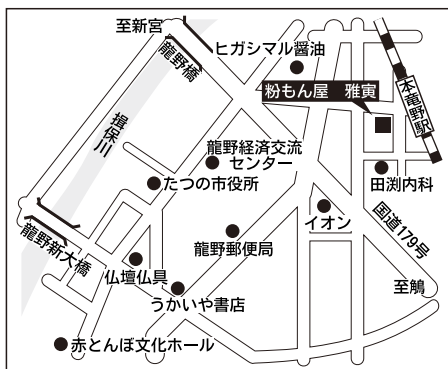 至新宮
龍野橋
ヒガシマル醤油
粉もん屋　雅寅
本竜野駅
揖保川
龍野経済交流
センター
たつの市役所
田渕内科
イオン
国道179号
龍野新大橋
龍野郵便局
仏壇仏具
うかいや書店
至鵤
赤とんぼ文化ホール